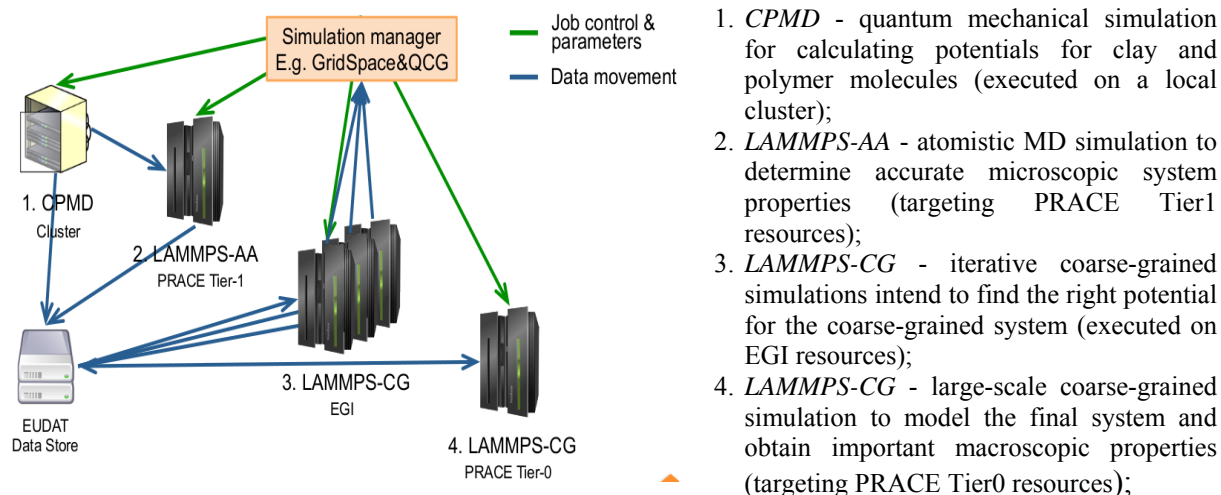 Simulation manager
E.g. GridSpace&QCG
Job control &
parameters
Data movement
1. CPMD
Cluster
2. LAMMPS-AA
PRACE Tier-1
3. LAMMPS-CG
EGI
4. LAMMPS-CG
PRACE Tier-0
EUDAT
Data Store
1. CPMD - quantum mechanical simulation
for calculating potentials for clay and
polymer molecules (executed on a local
cluster);
2. LAMMPS-AA - atomistic MD simulation to
determine accurate microscopic system
properties (targeting PRACE Tier1
resources);
3. LAMMPS-CG - iterative coarse-grained
simulations intend to find the right potential
for the coarse-grained system (executed on
EGI resources);
4. LAMMPS-CG - large-scale coarse-grained
simulation to model the final system and
obtain important macroscopic properties
(targeting PRACE Tier0 resources);